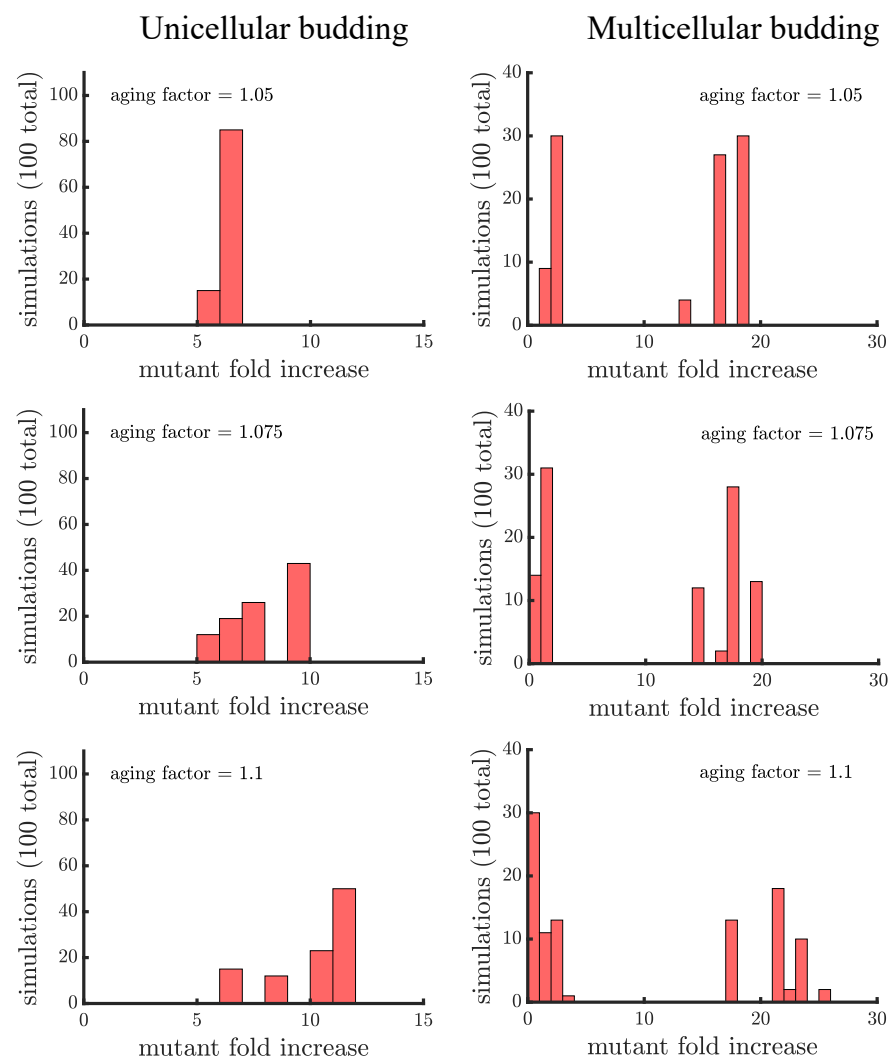 Unicellular budding
Multicellular budding
simulations (100 total)
100
80
60
40
20
0
aging factor = 1.05
0 5 10 15
mutant fold increase
simulations (100 total)
40
30
20
10
0
aging factor = 1.05
0 10 20 30
mutant fold increase
simulations (100 total)
100
80
60
40
20
0
aging factor = 1.075
0 5 10 15
mutant fold increase
simulations (100 total)
40
30
20
10
0
aging factor = 1.075
0 10 20 30
mutant fold increase
simulations (100 total)
100
80
60
40
20
0
aging factor = 1.1
0 5 10 15
mutant fold increase
simulations (100 total)
40
30
20
10
0
aging factor = 1.1
0 10 20 30
mutant fold increase